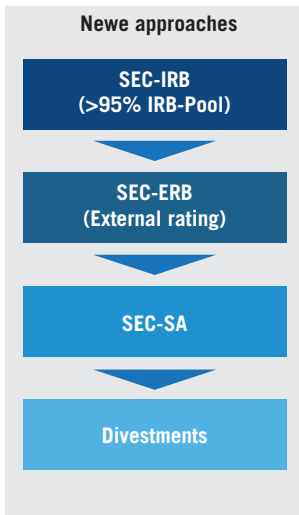 Newe approaches
SEC-IRB
(>95% IRB-Pool)
SEC-ERB
(External rating)
SEC-SA
Divestments